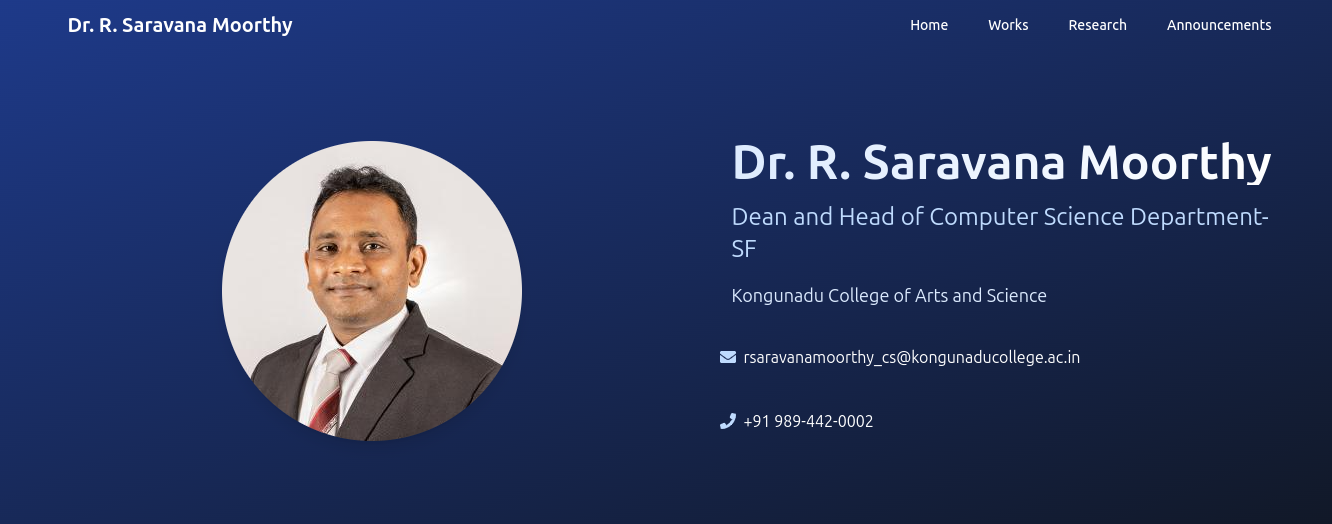 Dr. R. Saravana Moorthy
Home Works Research Announcements
Dr. R. Saravana Moorthy
Dean and Head of Computer Science Department-
SF
Kongunadu College of Arts and Science
rsaravanamoorthy_cs@kongunaducollege.ac.in
+91 989-442-0002